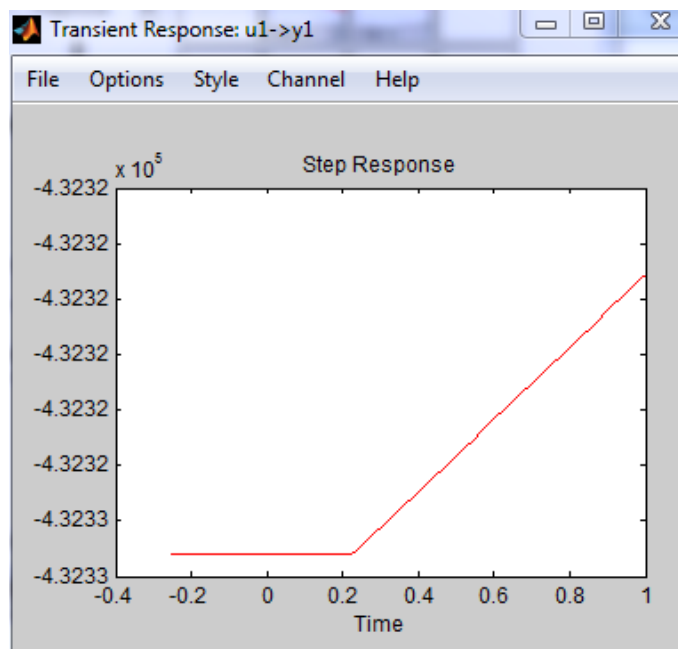 Transient Response: u1->y1
File Options Style Channel Help
x 10^5
Step Response
-4.3232
-4.3232
-4.3232
-4.3232
-4.3232
-4.3232
-4.3233
-4.3233
-0.4 -0.2 0 0.2 0.4 0.6 0.8 1
Time